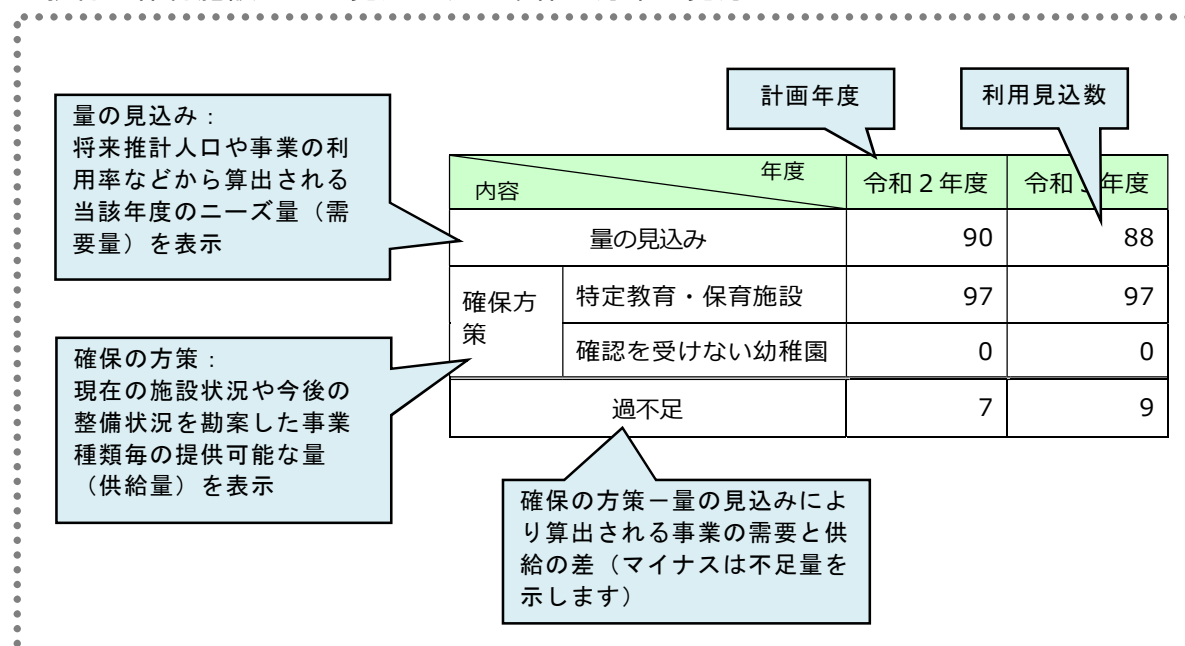 計画年度
利用見込数
量の見込み：
将来推計人口や事業の利
用率などから算出される
当該年度のニーズ量（需
要量）を表示
内容 年度 令和２年度 令和 年度
量の見込み 90 88
確保方
策
特定教育・保育施設 97 97
確認を受けない幼稚園 0 0
過不足 7 9
確保の方策：
現在の施設状況や今後の
整備状況を勘案した事業
種類毎の提供可能な量
（供給量）を表示
確保の方策－量の見込みによ
り算出される事業の需要と供
給の差（マイナスは不足量を
示します）